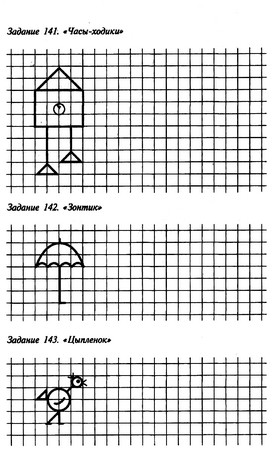 Задание 141. «Часы-ходики»
Задание 142. «Зонтик»
Задание 143. «Цыпленок»